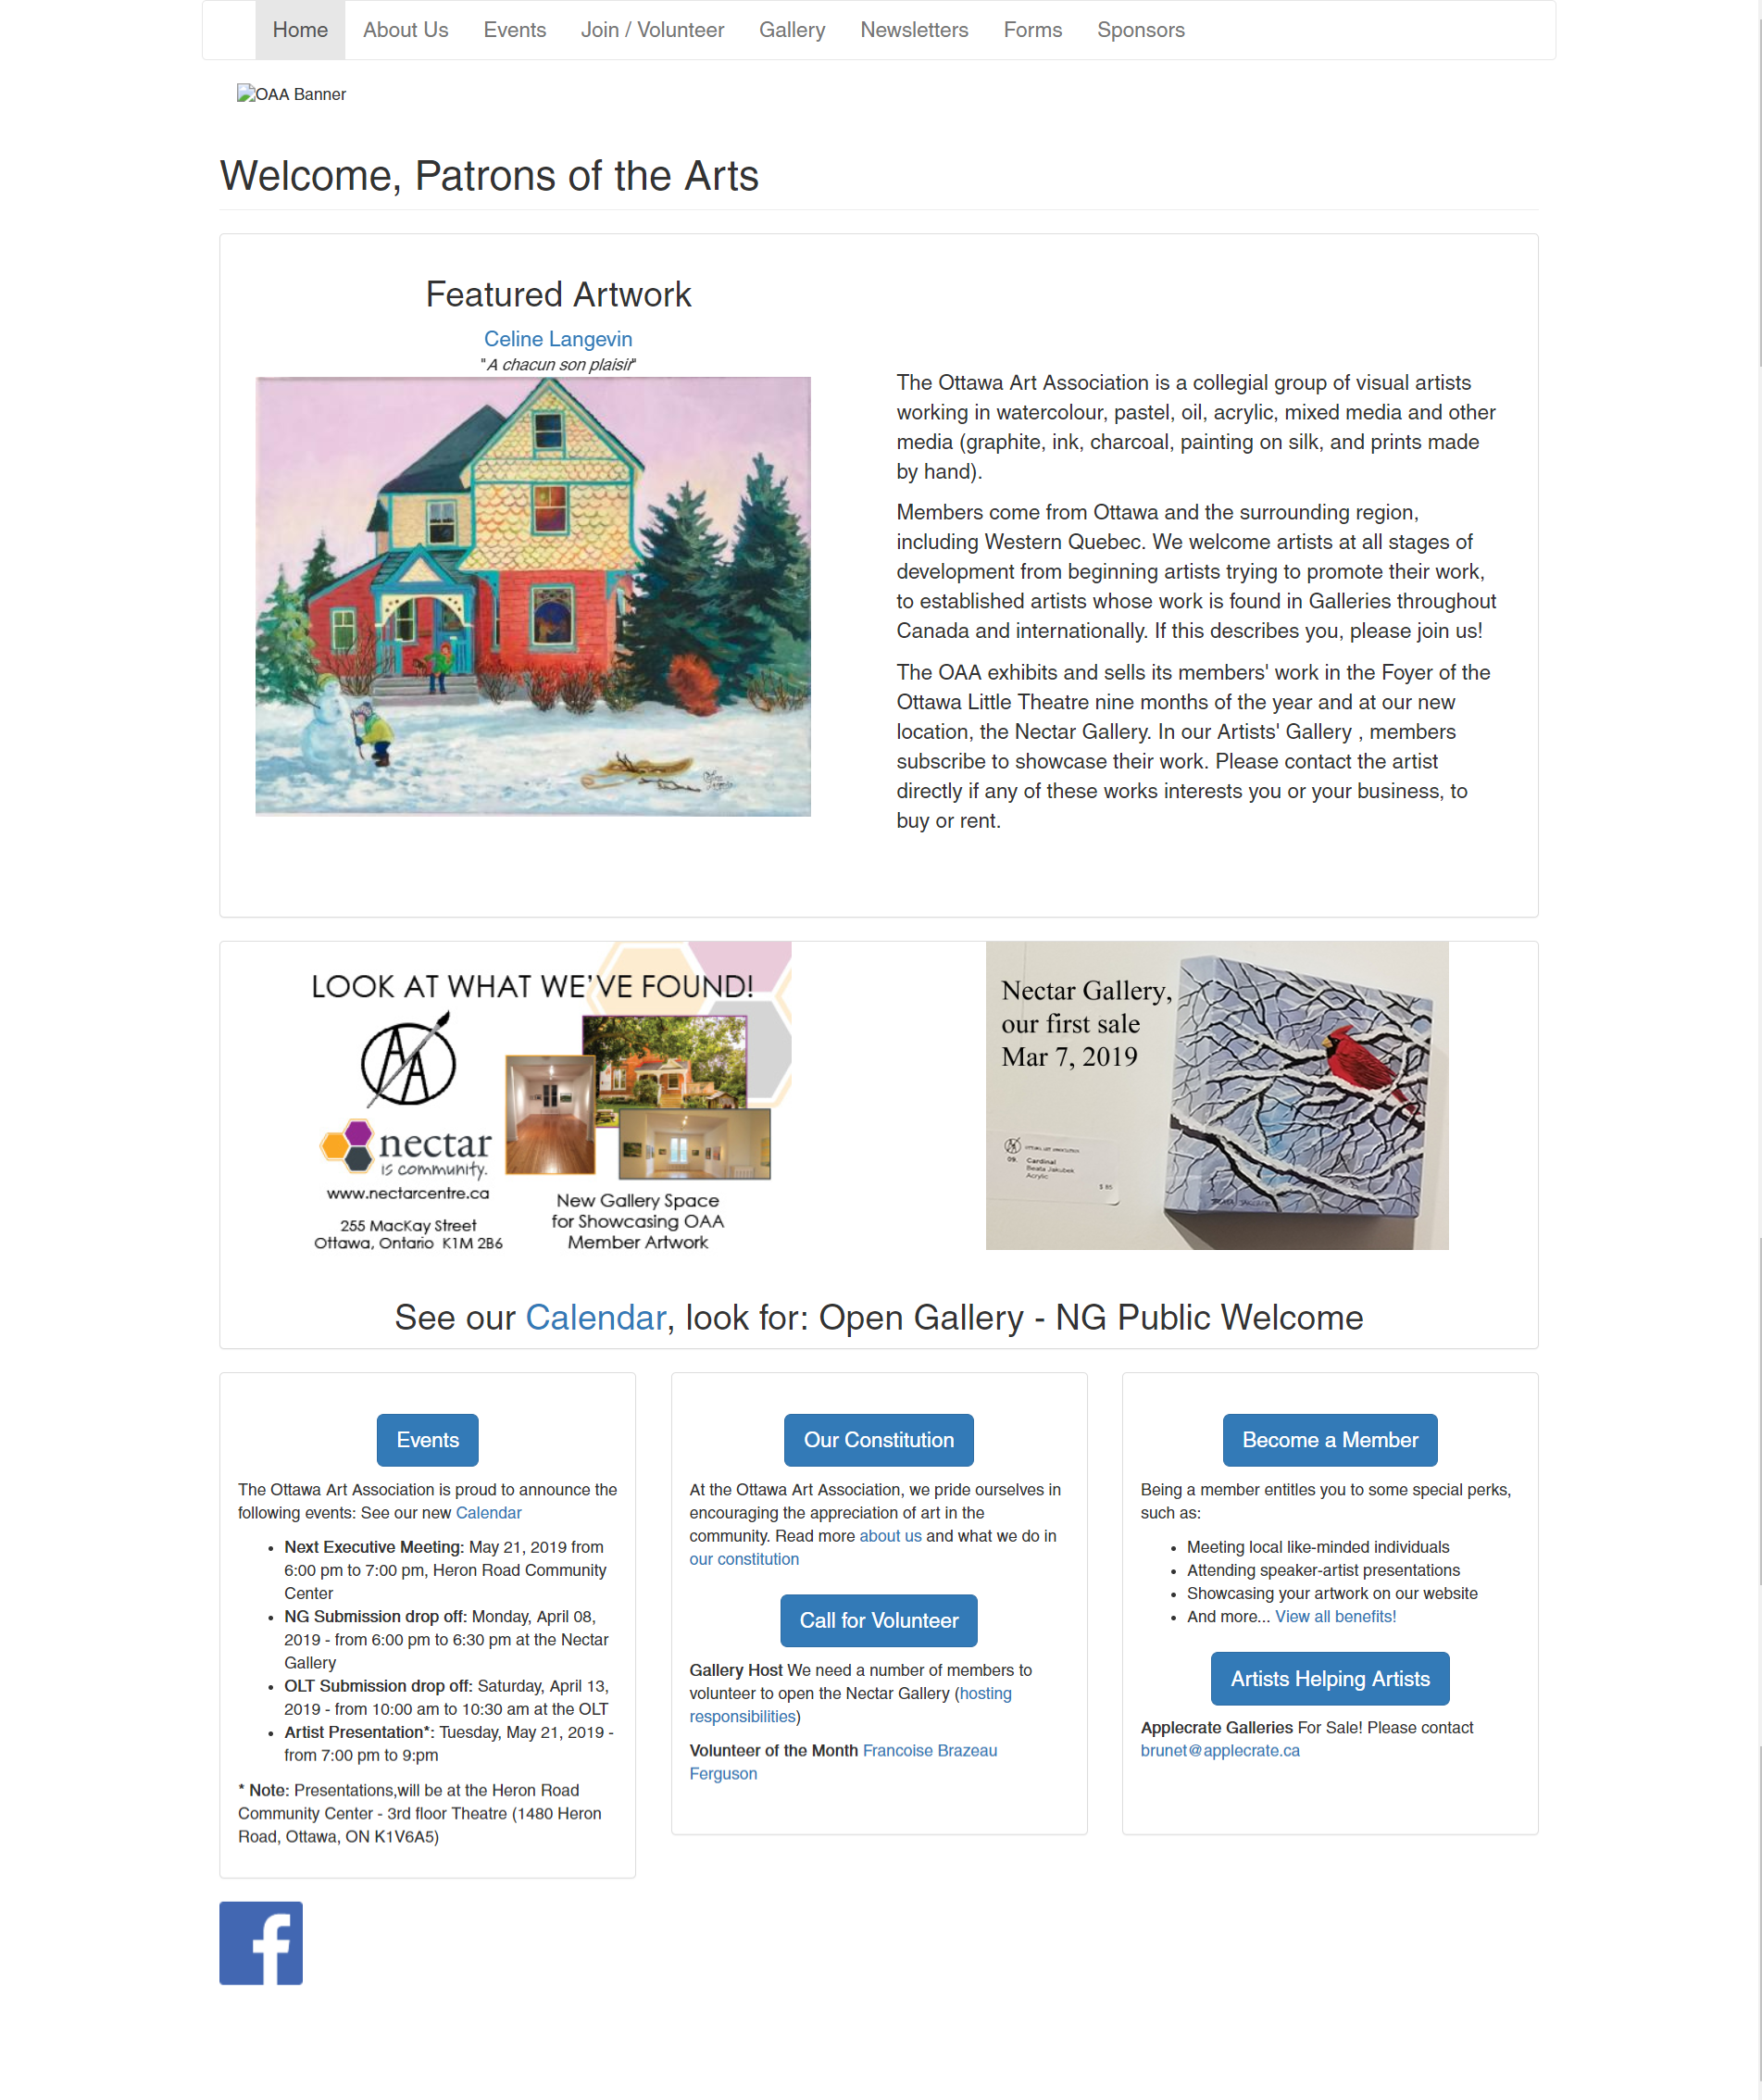 Home About Us Events Join / Volunteer Gallery Newsletters Forms Sponsors
OAA Banner
Welcome, Patrons of the Arts
Featured Artwork
Celine Langevin
"A chacun son plaisir"
The Ottawa Art Association is a collegial group of visual artists
working in watercolour, pastel, oil, acrylic, mixed media and other
media (graphite, ink, charcoal, painting on silk, and prints made
by hand).
Members come from Ottawa and the surrounding region,
including Western Quebec. We welcome artists at all stages of
development from beginning artists trying to promote their work,
to established artists whose work is found in Galleries throughout
Canada and internationally. If this describes you, please join us!
The OAA exhibits and sells its members' work in the Foyer of the
Ottawa Little Theatre nine months of the year and at our new
location, the Nectar Gallery. In our Artists' Gallery , members
subscribe to showcase their work. Please contact the artist
directly if any of these works interests you or your business, to
buy or rent.
LOOK AT WHAT WE'VE FOUND!
AA
nectar
is community.
www.nectarcentre.ca
255 MacKay Street
Ottawa, Ontario K1M 2B6
New Gallery Space
for Showcasing OAA
Member Artwork
Nectar Gallery,
our first sale
Mar 7, 2019
OTTAWA ART ASSOCIATION
09. Cardinal
Beata Jakubek
Acrylic
$ 85
See our Calendar, look for: Open Gallery - NG Public Welcome
Events
The Ottawa Art Association is proud to announce the
following events: See our new Calendar
• Next Executive Meeting: May 21, 2019 from
6:00 pm to 7:00 pm, Heron Road Community
Center
• NG Submission drop off: Monday, April 08,
2019 - from 6:00 pm to 6:30 pm at the Nectar
Gallery
• OLT Submission drop off: Saturday, April 13,
2019 - from 10:00 am to 10:30 am at the OLT
• Artist Presentation*: Tuesday, May 21, 2019 -
from 7:00 pm to 9:pm
* Note: Presentations,will be at the Heron Road
Community Center - 3rd floor Theatre (1480 Heron
Road, Ottawa, ON K1V6A5)
Our Constitution
At the Ottawa Art Association, we pride ourselves in
encouraging the appreciation of art in the
community. Read more about us and what we do in
our constitution
Call for Volunteer
Gallery Host We need a number of members to
volunteer to open the Nectar Gallery (hosting
responsibilities)
Volunteer of the Month Francoise Brazeau
Ferguson
Become a Member
Being a member entitles you to some special perks,
such as:
• Meeting local like-minded individuals
• Attending speaker-artist presentations
• Showcasing your artwork on our website
• And more... View all benefits!
Artists Helping Artists
Applecrate Galleries For Sale! Please contact
brunet@applecrate.ca
f